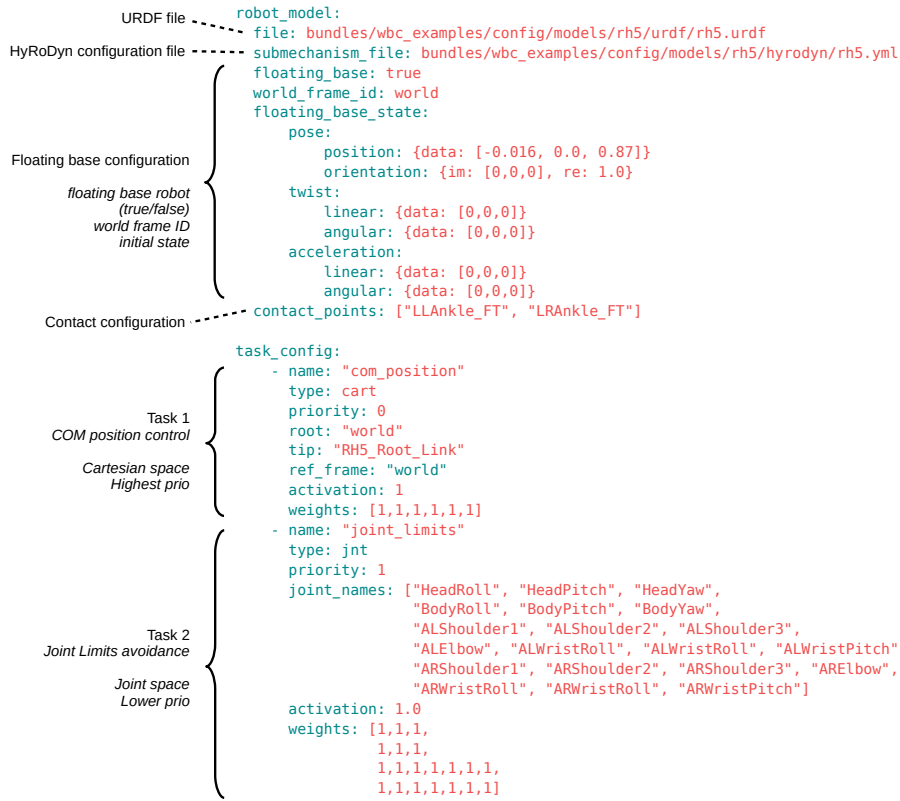 URDF file
HyRoDyn configuration file
Floating base configuration
floating base robot
(true/false)
world frame ID
initial state
Contact configuration
robot_model:
file: bundles/wbc_examples/config/models/rh5/urdf/rh5.urdf
submechanism_file: bundles/wbc_examples/config/models/rh5/hyrodyn/rh5.yml
floating_base: true
world_frame_id: world
floating_base_state:
pose:
position: {data: [-0.016, 0.0, 0.87]}
orientation: {im: [0,0,0], re: 1.0}
twist:
linear: {data: [0,0,0]}
angular: {data: [0,0,0]}
acceleration:
linear: {data: [0,0,0]}
angular: {data: [0,0,0]}
contact_points: ["LLAnkle_FT", "LRAnkle_FT"]
Task 1
COM position control
Cartesian space
Highest prio
Task 2
Joint Limits avoidance
Joint space
Lower prio
task_config:
- name: "com_position"
type: cart
priority: 0
root: "world"
tip: "RH5_Root_Link"
ref_frame: "world"
activation: 1
weights: [1,1,1,1,1,1]
- name: "joint_limits"
type: jnt
priority: 1
joint_names: ["HeadRoll", "HeadPitch", "HeadYaw",
"BodyRoll", "BodyPitch", "BodyYaw",
"ALShoulder1", "ALShoulder2", "ALShoulder3",
"ALElbow", "ALWristRoll", "ALWristRoll", "ALWristPitch"
"ARShoulder1", "ARShoulder2", "ARShoulder3", "ARElbow",
"ARWristRoll", "ARWristRoll", "ARWristPitch"]
activation: 1.0
weights: [1,1,1,
1,1,1,
1,1,1,1,1,1,1,
1,1,1,1,1,1,1]